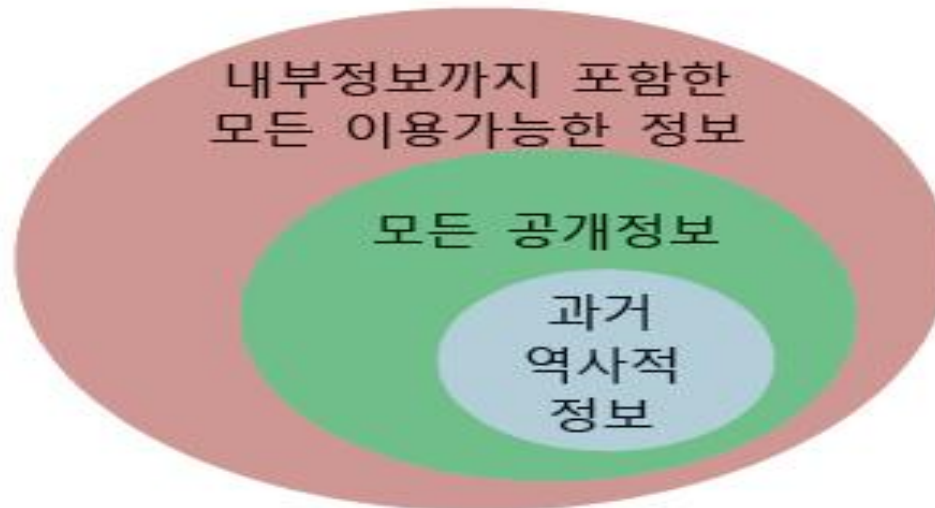 내부정보까지 포함한
모든 이용가능한 정보
모든 공개정보
과거
역사적
정보